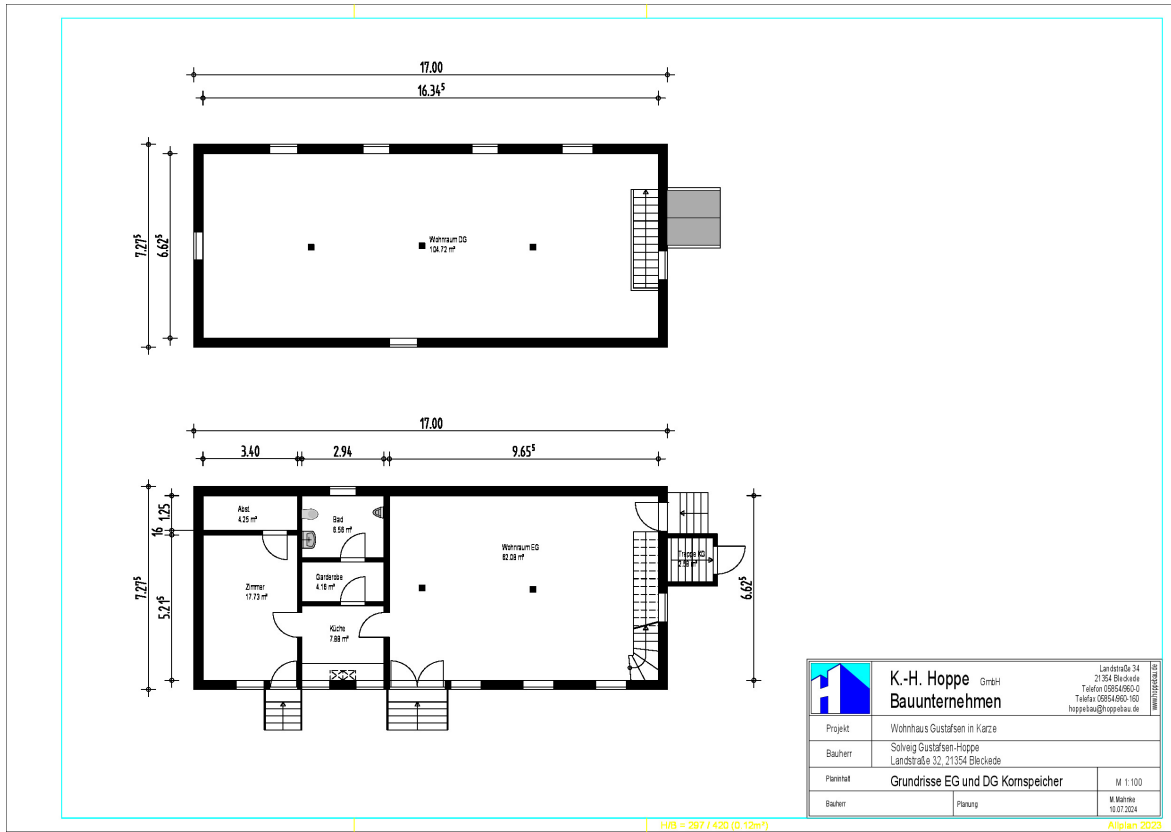 17.00
16.34⁵
7.27⁵
6.62⁵
Wohnraum DG
104.72 m²
17.00
3.40
2.94
9.65⁵
7.27⁵
16
1.25
5.21⁵
6.62⁵
Abst.
4.25 m²
Bad
6.56 m²
Garderobe
4.16 m²
Zimmer
17.73 m²
Küche
7.88 m²
Wohnraum EG
62.08 m²
Treppe KG
K.-H. Hoppe GmbH
Bauunternehmen
Landstraße 34
21354 Bleckede
Telefon 05854/960-0
Telefax 05854/960-160
hoppebau@hoppebau.de
www.hoppebau.de
Projekt
Wohnhaus Gustafsen in Karze
Bauherr
Solveig Gustafsen-Hoppe
Landstraße 32, 21354 Bleckede
Planinhalt
Grundrisse EG und DG Kornspeicher
M 1:100
Bauherr
Planung
M.Mahnke
10.07.2024
H/B = 297 / 420 (0.12m²)
Allplan 2023